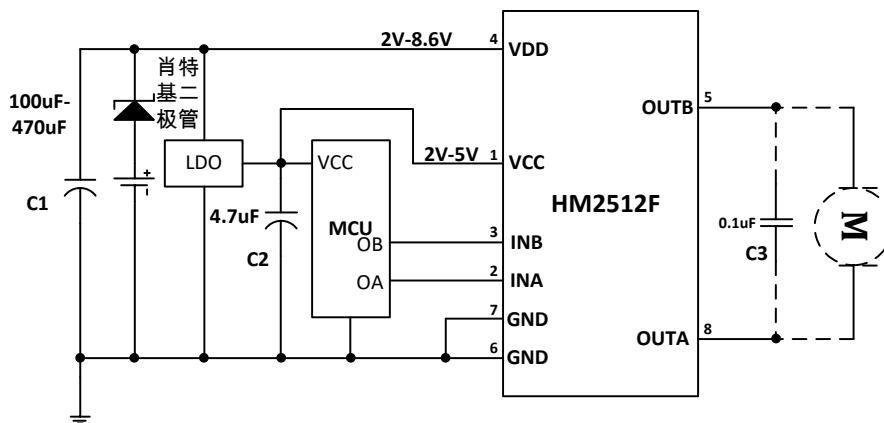 2V-8.6V
4
VDD
肖特
基二
极管
100uF-
470uF
C1
LDO
VCC
2V-5V
1
VCC
4.7uF
C2
MCU
OB
OA
3
INB
2
INA
7
GND
6
GND
HM2512F
5
OUTB
8
OUTA
0.1uF
C3
M
+
-